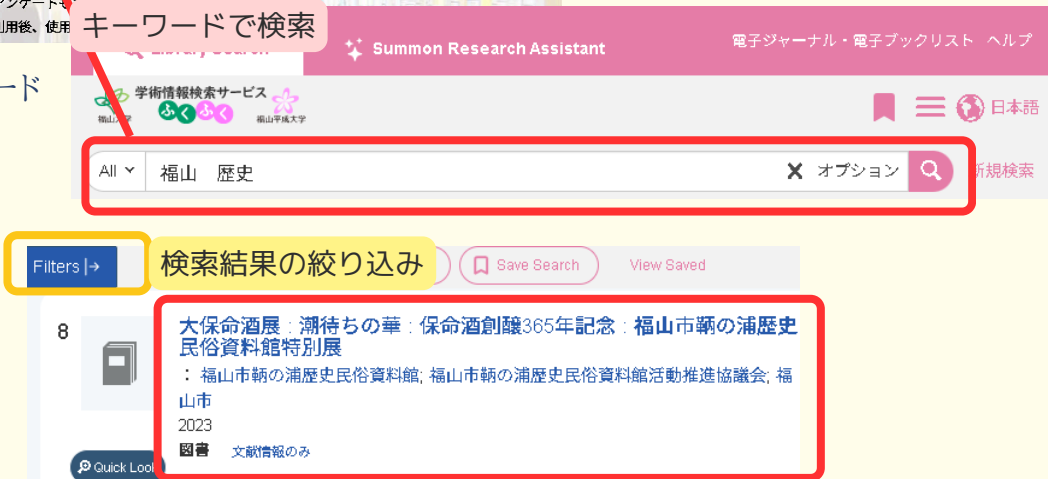 用後、使用
キーワードで検索
Library Search
Summon Research Assistant
電子ジャーナル・電子ブックリスト ヘルプ
ード
学術情報検索サービス
ふくふく
福山平成大学
日本語
All
福山 歴史
オプション
新規検索
Filters
検索結果の絞り込み
Save Search
View Saved
8
大保命酒展 : 潮待ちの華 : 保命酒創醸365年記念 : 福山市鞆の浦歴史
民俗資料館特別展
: 福山市鞆の浦歴史民俗資料館; 福山市鞆の浦歴史民俗資料館活動推進協議会; 福
山市
2023
図書 文献情報のみ
Quick Look